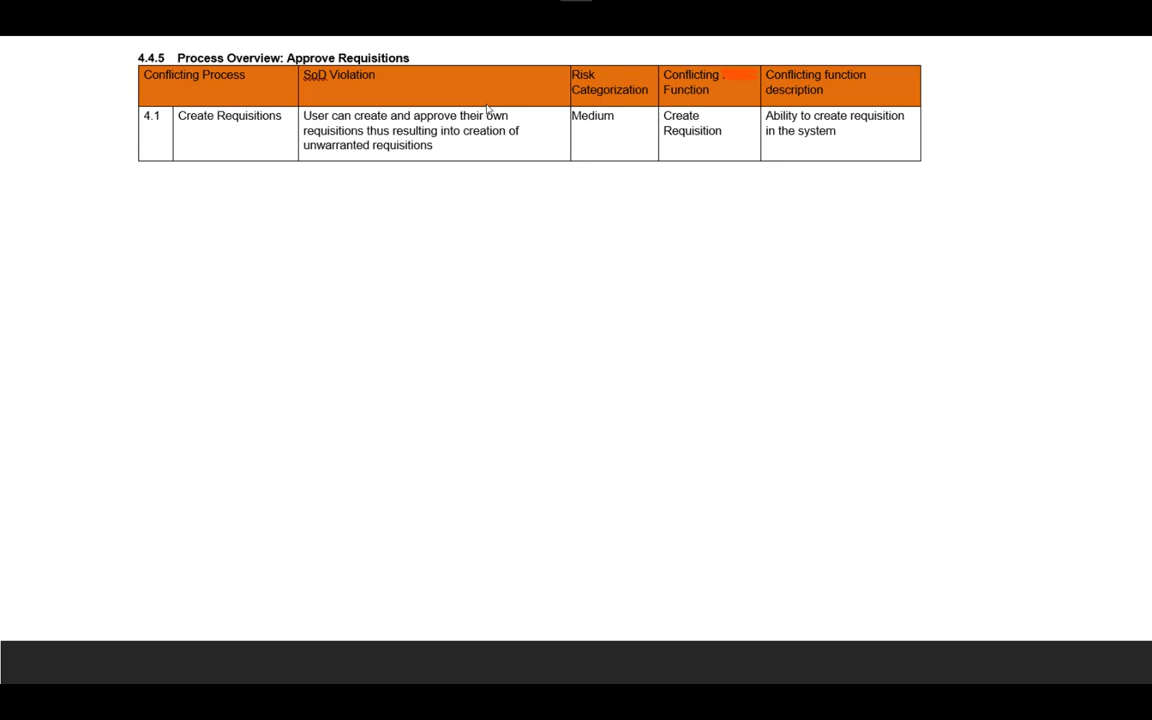 4.4.5 Process Overview: Approve Requisitions
Conflicting Process
SoD Violation
Risk
Categorization
Conflicting
Function
Conflicting function
description
4.1
Create Requisitions
User can create and approve their own
requisitions thus resulting into creation of
unwarranted requisitions
Medium
Create
Requisition
Ability to create requisition
in the system